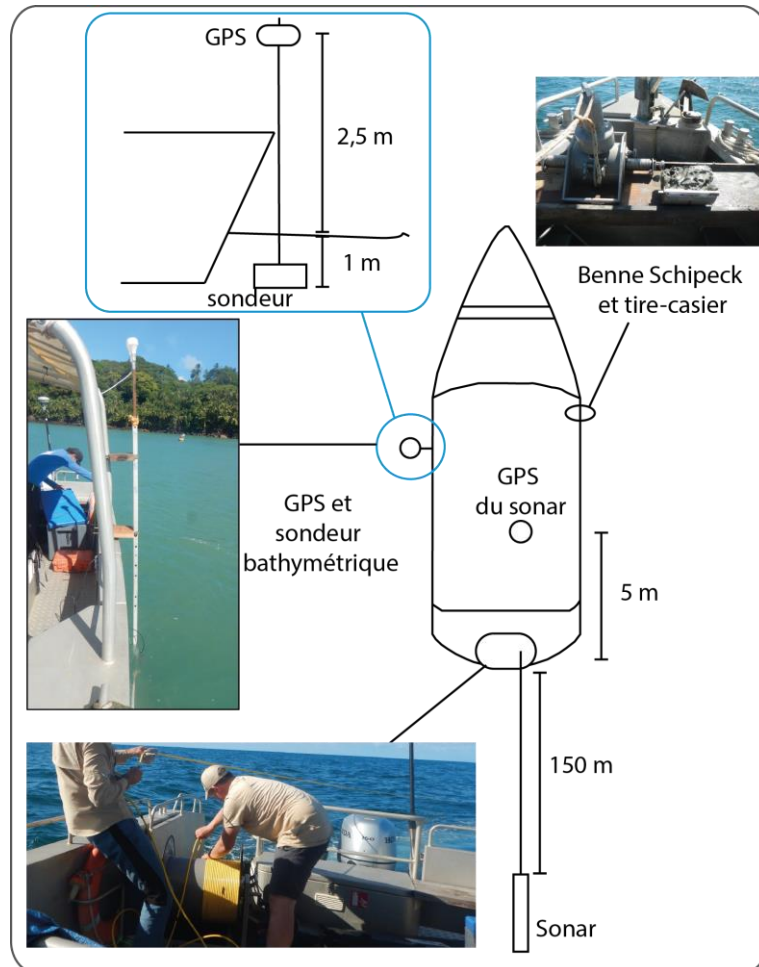 GPS
2,5 m
1 m
sondeur
Benne Schipeck
et tire-casier
GPS
du sonar
GPS et
sondeur
bathymétrique
5 m
150 m
Sonar